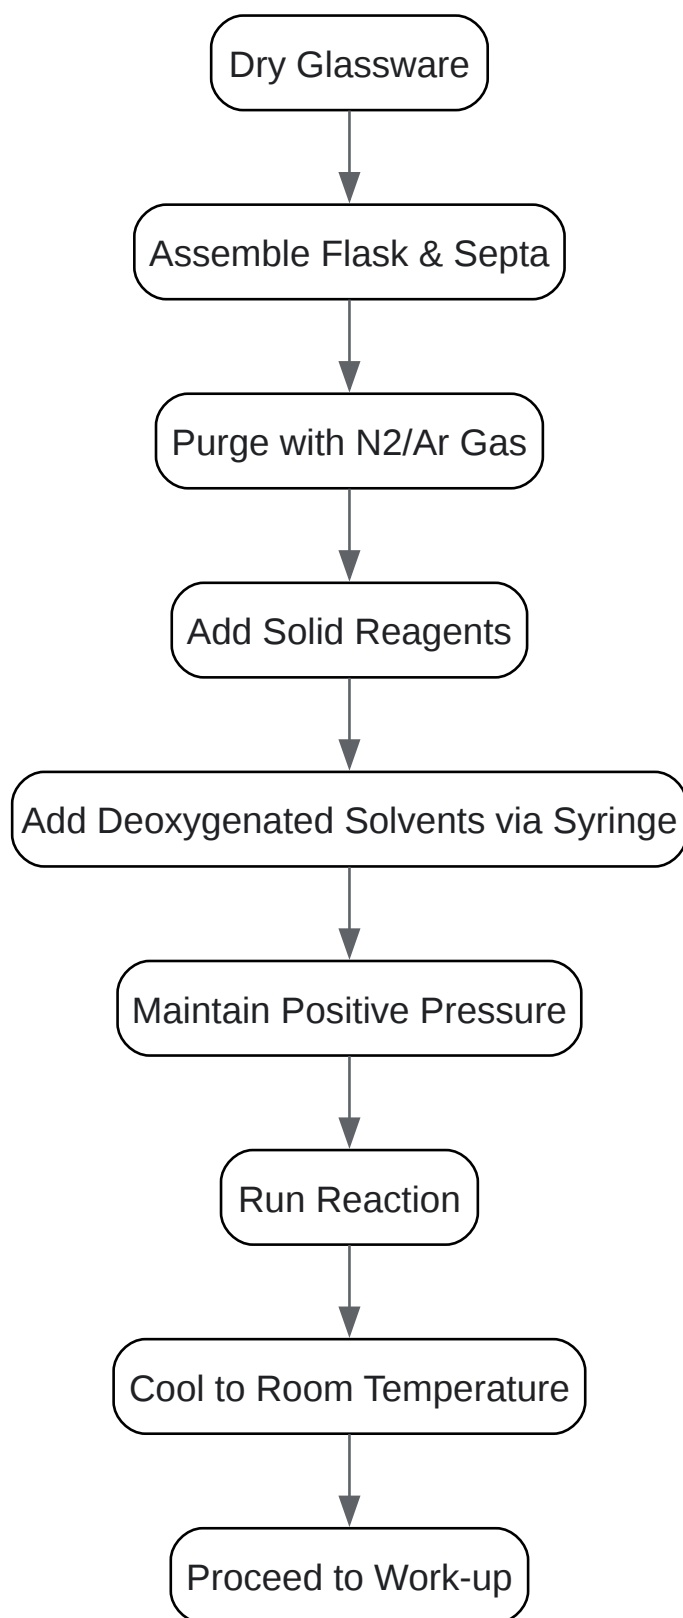 Dry Glassware
Assemble Flask & Septa
Purge with N2/Ar Gas
Add Solid Reagents
Add Deoxygenated Solvents via Syringe
Maintain Positive Pressure
Run Reaction
Cool to Room Temperature
Proceed to Work-up